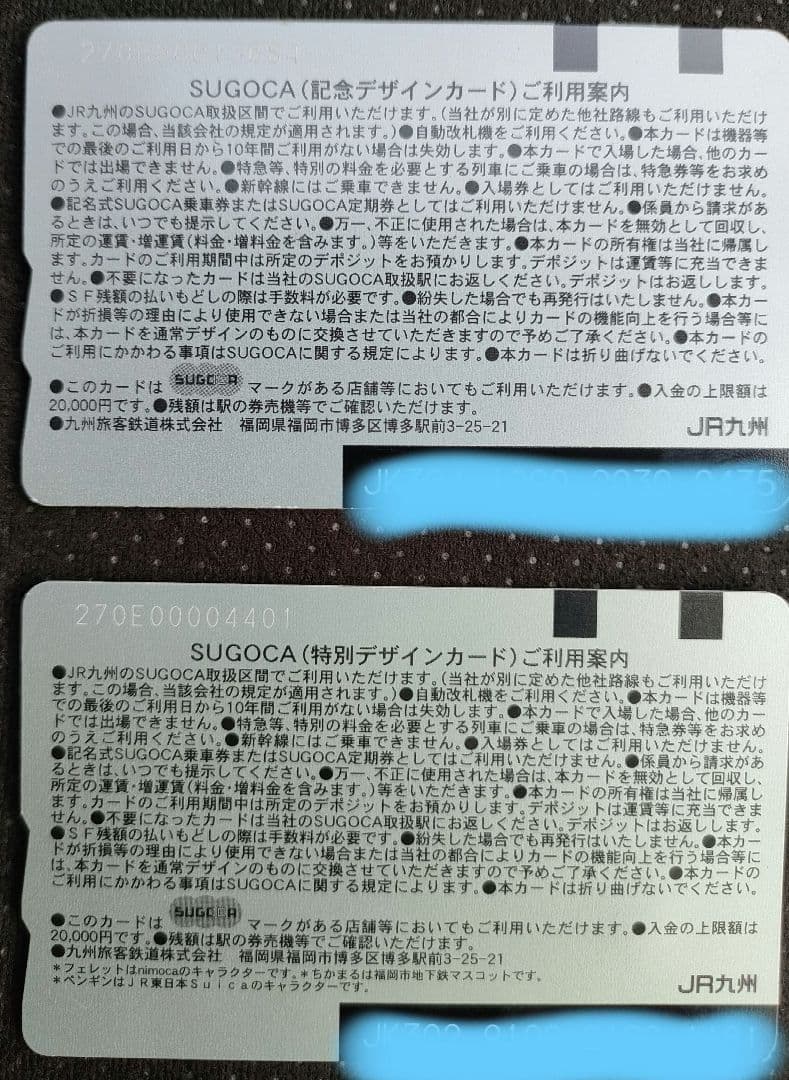 SUGOCA(記念デザインカード)ご利用案内
●JR九州のSUGOCA取扱区間でご利用いただけます。(当社が別に定めた他社路線もご利用いただけ
ます。この場合、当該会社の規定が適用されます。)●自動改札機をご利用ください。●本カードは機器等
での最後のご利用日から10年間ご利用がない場合は失効します。●本カードで入場した場合、他のカー
ドでは出場できません。●特急等、特別の料金を必要とする列車にご乗車の場合は、特急券等をお求め
のうえご利用ください。●新幹線にはご乗車できません。●入場券としてはご利用いただけません。
●記名式SUGOCA乗車券またはSUGOCA定期券としてはご利用いただけません。●係員から請求があ
るときは、いつでも提示してください。●万一、不正に使用された場合は、本カードを無効として回収し、
所定の運賃・増運賃(料金・増料金を含みます。)等をいただきます。●本カードの所有権は当社に帰属し
ます。カードのご利用期間中は所定のデポジットをお預かりします。デポジットは運賃等に充当できま
せん。●不要になったカードは当社のSUGOCA取扱駅にお返しください。デポジットはお返しします。
●SF残額の払いもどしの際は手数料が必要です。●紛失した場合でも再発行はいたしません。●本カー
ドが折損等の理由により使用できない場合または当社の都合によりカードの機能向上を行う場合等に
は、本カードを通常デザインのものに交換させていただきますので予めご了承ください。●本カードの
ご利用にかかわる事項はSUGOCAに関する規定によります。●本カードは折り曲げないでください。
●このカードは SUGOCA マークがある店舗等においてもご利用いただけます。●入金の上限額は
20,000円です。●残額は駅の券売機等でご確認いただけます。
●九州旅客鉄道株式会社 福岡県福岡市博多区博多駅前3-25-21
JR九州
270E00004401
SUGOCA(特別デザインカード)ご利用案内
●JR九州のSUGOCA取扱区間でご利用いただけます。(当社が別に定めた他社路線もご利用いただけ
ます。この場合、当該会社の規定が適用されます。)●自動改札機をご利用ください。●本カードは機器等
での最後のご利用日から10年間ご利用がない場合は失効します。●本カードで入場した場合、他のカー
ドでは出場できません。●特急等、特別の料金を必要とする列車にご乗車の場合は、特急券等をお求め
のうえご利用ください。●新幹線にはご乗車できません。●入場券としてはご利用いただけません。
●記名式SUGOCA乗車券またはSUGOCA定期券としてはご利用いただけません。●係員から請求があ
るときは、いつでも提示してください。●万一、不正に使用された場合は、本カードを無効として回収し、
所定の運賃・増運賃(料金・増料金を含みます。)等をいただきます。●本カードの所有権は当社に帰属し
ます。カードのご利用期間中は所定のデポジットをお預かりします。デポジットは運賃等に充当できま
せん。●不要になったカードは当社のSUGOCA取扱駅にお返しください。デポジットはお返しします。
●SF残額の払いもどしの際は手数料が必要です。●紛失した場合でも再発行はいたしません。●本カー
ドが折損等の理由により使用できない場合または当社の都合によりカードの機能向上を行う場合等に
は、本カードを通常デザインのものに交換させていただきますので予めご了承ください。●本カードの
ご利用にかかわる事項はSUGOCAに関する規定によります。●本カードは折り曲げないでください。
●このカードは SUGOCA マークがある店舗等においてもご利用いただけます。●入金の上限額は
20,000円です。●残額は駅の券売機等でご確認いただけます。
●九州旅客鉄道株式会社 福岡県福岡市博多区博多駅前3-25-21
*フェレットはnimocaのキャラクターです。*ちかまるは福岡市地下鉄マスコットです。
*ペンギンはJR東日本Suicaのキャラクターです。
JR九州